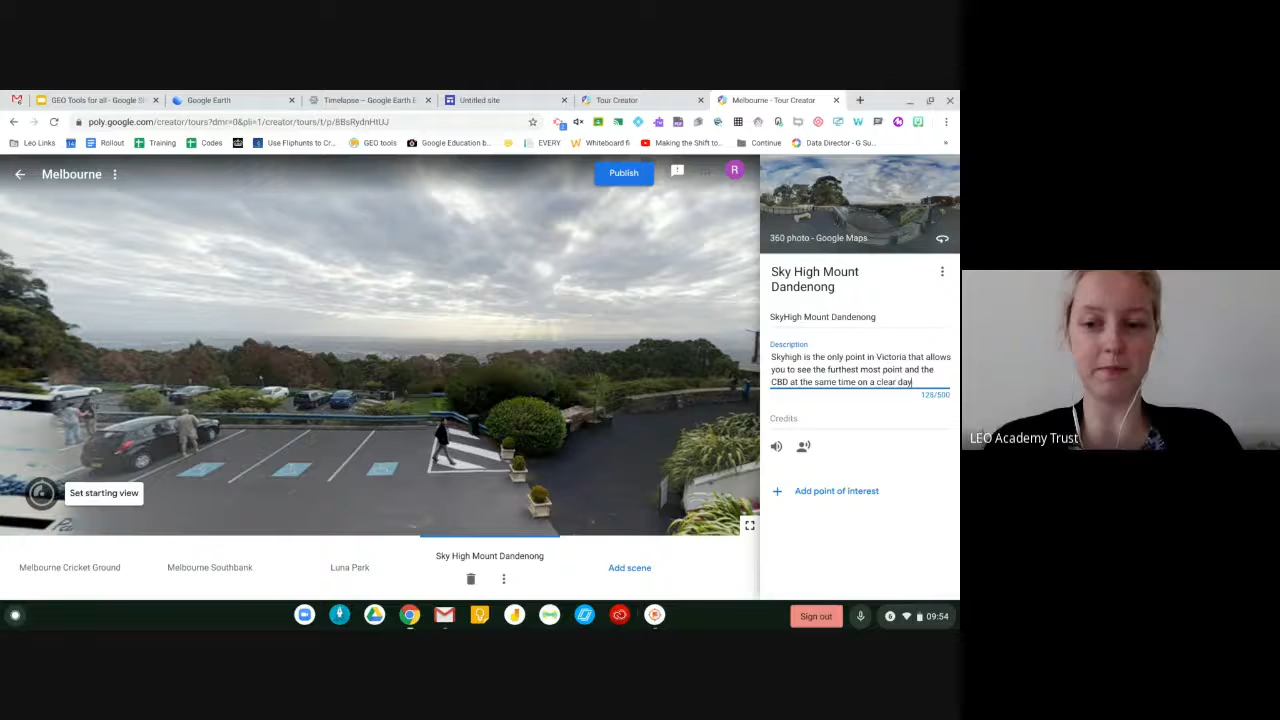 GEO Tools for all - Google Sl
Google Earth
Timelapse – Google Earth E
Untitled site
Tour Creator
Melbourne - Tour Creator
poly.google.com/creator/tours?dmr=0&pli=1/creator/tours/t/p/8BsRydnHtUJ
Leo Links
Rollout
Training
Codes
Use Fliphunts to Cr...
GEO tools
Google Education b...
EVERY
Whiteboard fi
Making the Shift to...
Continue
Data Director - G Su...
Melbourne
Publish
R
360 photo - Google Maps
Sky High Mount
Dandenong
SkyHigh Mount Dandenong
Description
Skyhigh is the only point in Victoria that allows
you to see the furthest most point and the
CBD at the same time on a clear day
128/500
Credits
Add point of interest
Set starting view
Melbourne Cricket Ground
Melbourne Southbank
Luna Park
Sky High Mount Dandenong
Add scene
Sign out
6
09:54
LEO Academy Trust